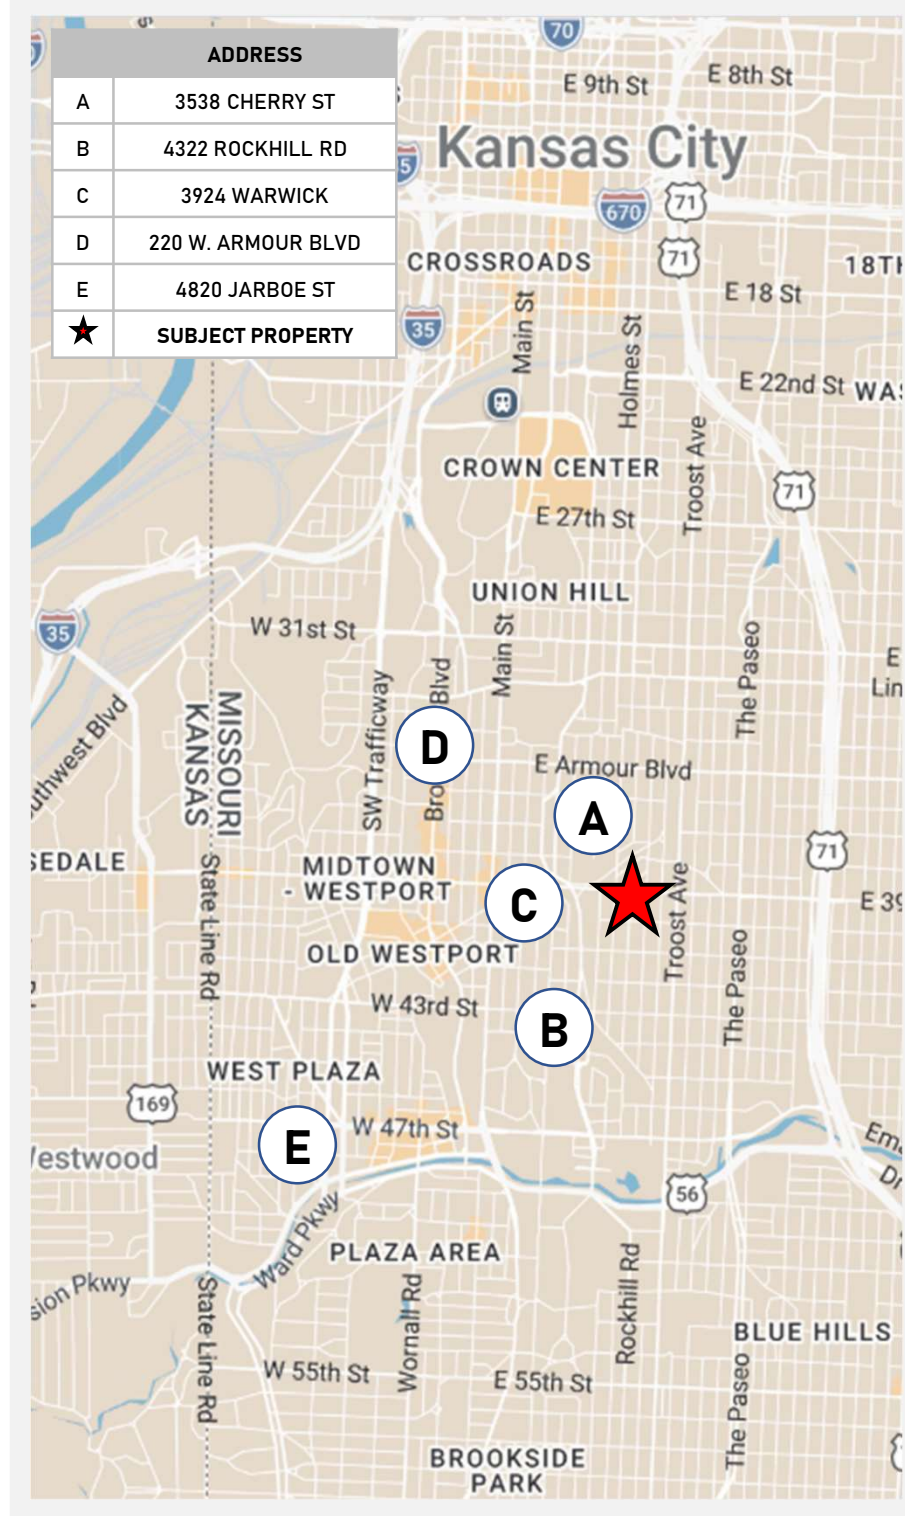 ADDRESS
A 3538 CHERRY ST
B 4322 ROCKHILL RD
C 3924 WARWICK
D 220 W. ARMOUR BLVD
E 4820 JARBOE ST
SUBJECT PROPERTY
70
E 9th St
E 8th St
Kansas City
670
71
71
CROSSROADS
18TH
E 18 St
Main St
35
Holmes St
E 22nd St
CROWN CENTER
Troost Ave
71
E 27th St
UNION HILL
W 31st St
35
Main St
The Paseo
Blvd
SW Trafficway
MISSOURI
KANSAS
D
E Armour Blvd
A
71
MIDTOWN
- WESTPORT
State Line Rd
C
Troost Ave
E 39
OLD WESTPORT
The Paseo
W 43rd St
B
WEST PLAZA
169
W 47th St
E
56
Ward Pkwy
PLAZA AREA
State Line Rd
Wornall Rd
Rockhill Rd
BLUE HILLS
W 55th St
E 55th St
The Paseo
BROOKSIDE
PARK